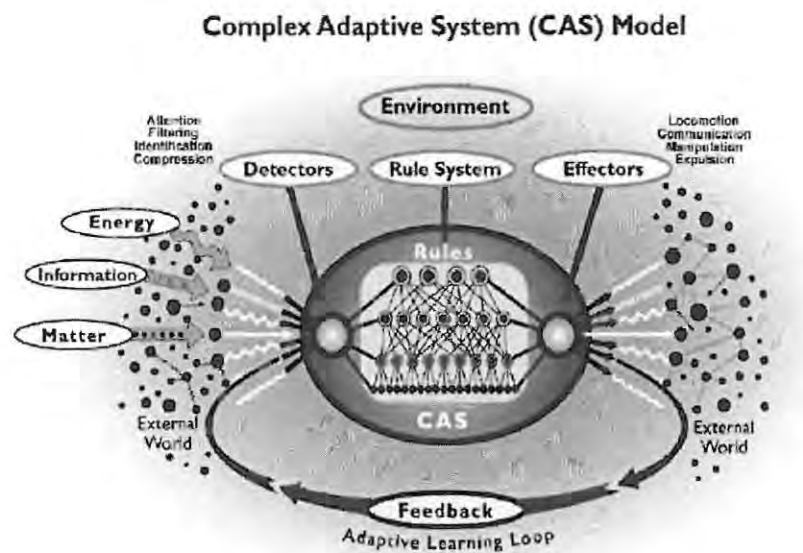 Complex Adaptive System (CAS) Model
Environment
Attention
Filtering
Identification
Compression
Locomotion
Communication
Manipulation
Expulsion
Detectors
Rule System
Effectors
Energy
Information
Matter
Rules
CAS
External
World
External
World
Feedback
Adaptive Learning Loop